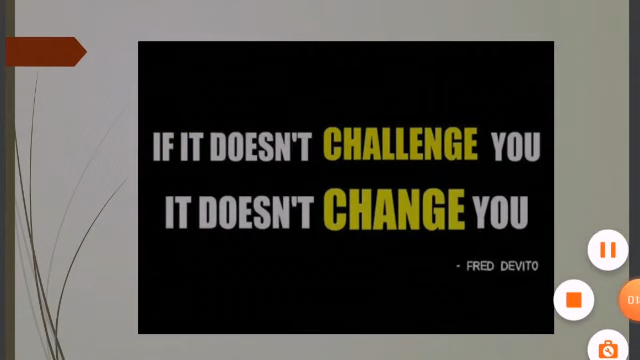 IF IT DOESN'T CHALLENGE YOU
IT DOESN'T CHANGE YOU
- FRED DEVITO